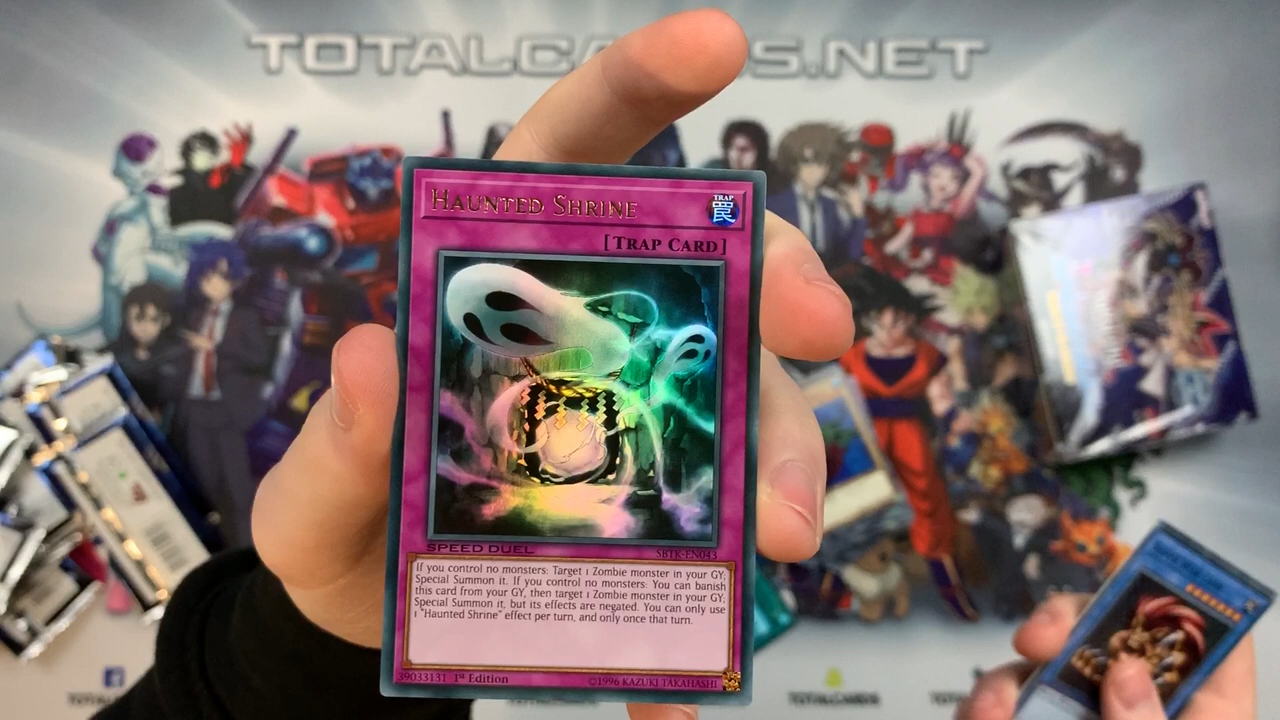 TOTALCARDS.NET
HAUNTED SHRINE
TRAP
罠
[TRAP CARD]
SPEED DUEL
SBTK-EN043
If you control no monsters: Target 1 Zombie monster in your GY;
Special Summon it. If you control no monsters: You can banish
this card from your GY, then target 1 Zombie monster in your GY;
Special Summon it, but its effects are negated. You can only use
1 "Haunted Shrine" effect per turn, and only once that turn.
39033131 1st Edition
©1996 KAZUKI TAKAHASHI
TOTALCARDS
TOTALCARDS